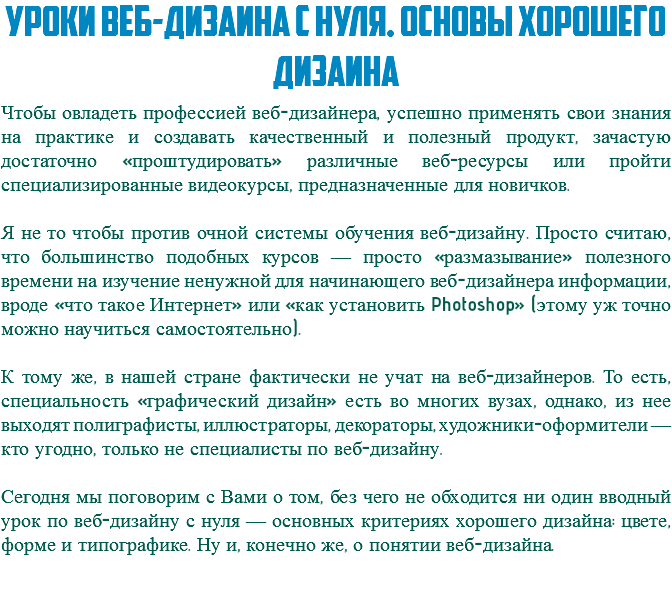 УРОКИ ВЕБ-ДИЗАИНА С НУЛЯ. ОСНОВЫ ХОРОШЕГО
ДИЗАИНА
Чтобы овладеть профессией веб-дизайнера, успешно применять свои знания
на практике и создавать качественный и полезный продукт, зачастую
достаточно «проштудировать» различные веб-ресурсы или пройти
специализированные видеокурсы, предназначенные для новичков.
Я не то чтобы против очной системы обучения веб-дизайну. Просто считаю,
что большинство подобных курсов — просто «размазывание» полезного
времени на изучение ненужной для начинающего веб-дизайнера информации,
вроде «что такое Интернет» или «как установить Photoshop» (этому уж точно
можно научиться самостоятельно).
К тому же, в нашей стране фактически не учат на веб-дизайнеров. То есть,
специальность «графический дизайн» есть во многих вузах, однако, из нее
выходят полиграфисты, иллюстраторы, декораторы, художники-оформители —
кто угодно, только не специалисты по веб-дизайну.
Сегодня мы поговорим с Вами о том, без чего не обходится ни один вводный
урок по веб-дизайну с нуля — основных критериях хорошего дизайна: цвете,
форме и типографике. Ну и, конечно же, о понятии веб-дизайна.